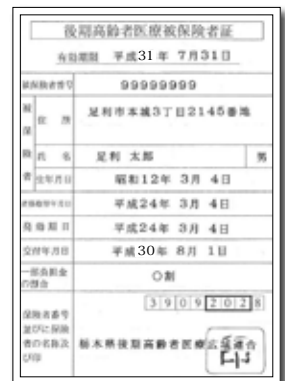 後期高齢者医療被保険者証
有効期限 平成31年 7月31日
被保険者番号 99999999
被保険者
住所 足利市本城3丁目2145番地
氏名 足利 太郎 男
生年月日 昭和12年 3月 4日
資格取得年月日 平成24年 3月 4日
発効期日 平成24年 3月 4日
交付年月日 平成30年 8月 1日
一部負担金の割合 ○割
保険者番号並びに保険者の名称及び印
39092028
栃木県後期高齢者医療広域連合